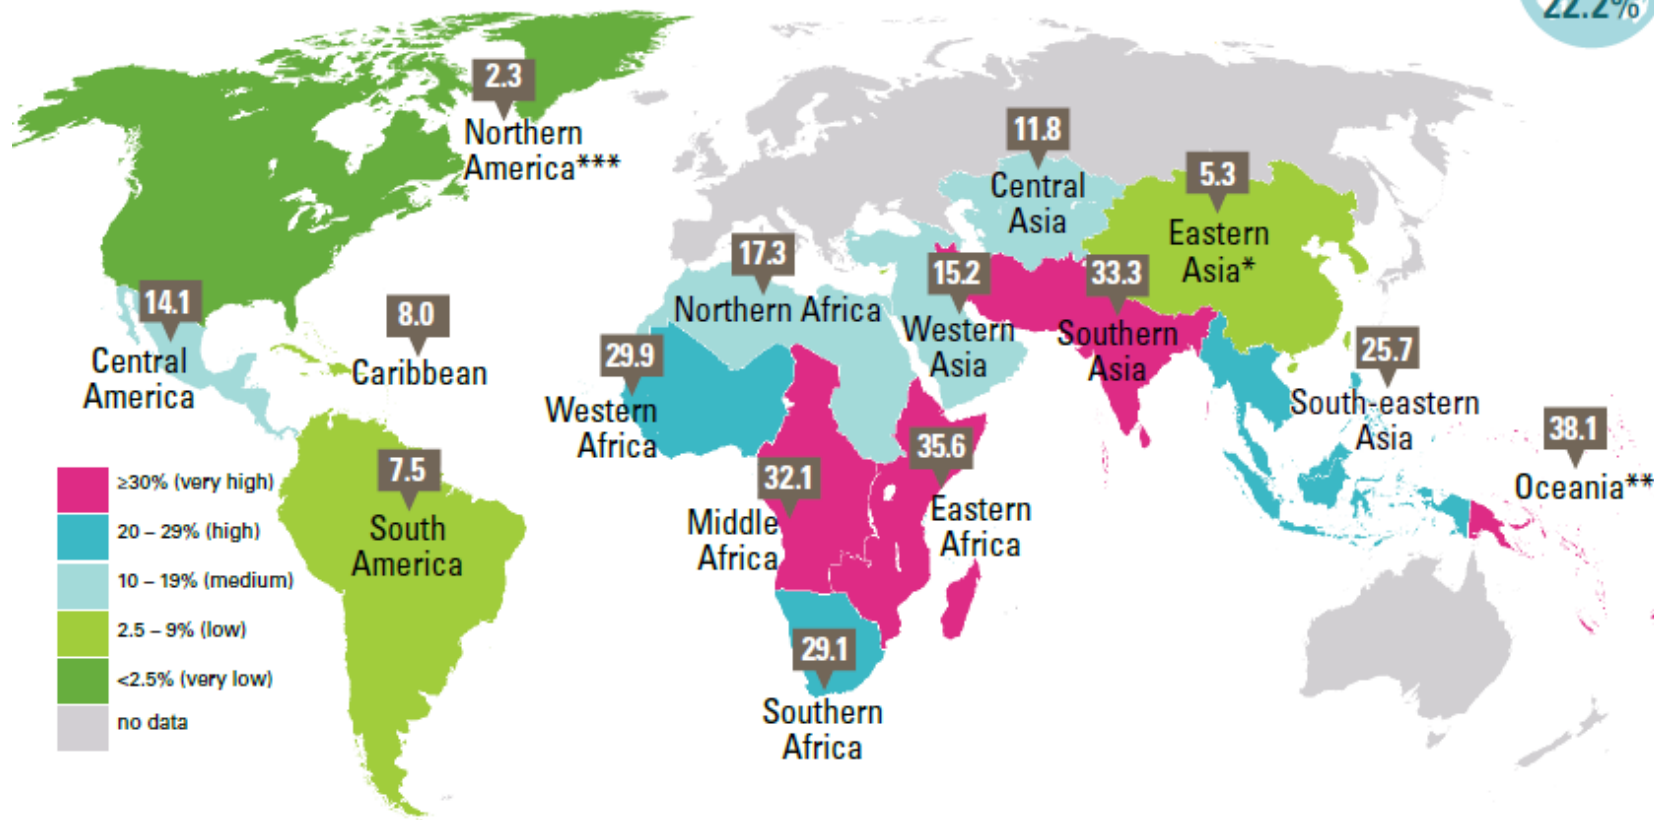 22.2%
2.3
Northern
America***
11.8
Central
Asia
5.3
Eastern
Asia*
17.3
Northern Africa
15.2
Western
Asia
33.3
Southern
Asia
14.1
Central
America
8.0
Caribbean
29.9
Western
Africa
25.7
South-eastern
Asia
38.1
Oceania**
7.5
South
America
32.1
Middle
Africa
35.6
Eastern
Africa
29.1
Southern
Africa
≥30% (very high)
20 – 29% (high)
10 – 19% (medium)
2.5 – 9% (low)
<2.5% (very low)
no data